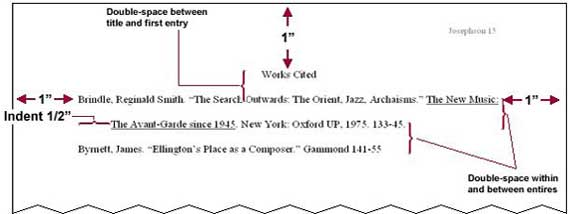 Double-space between
title and first entry
1”
Josephson 15
Works Cited
1”
Brindle, Reginald Smith. “The Search Outwards: The Orient, Jazz, Archaisms.” The New Music:
1”
Indent 1/2”
The Avant-Garde since 1945. New York: Oxford UP, 1975. 133-45.
Byrnett, James. “Ellington’s Place as a Composer.” Gammond 141-55
Double-space within
and between entires